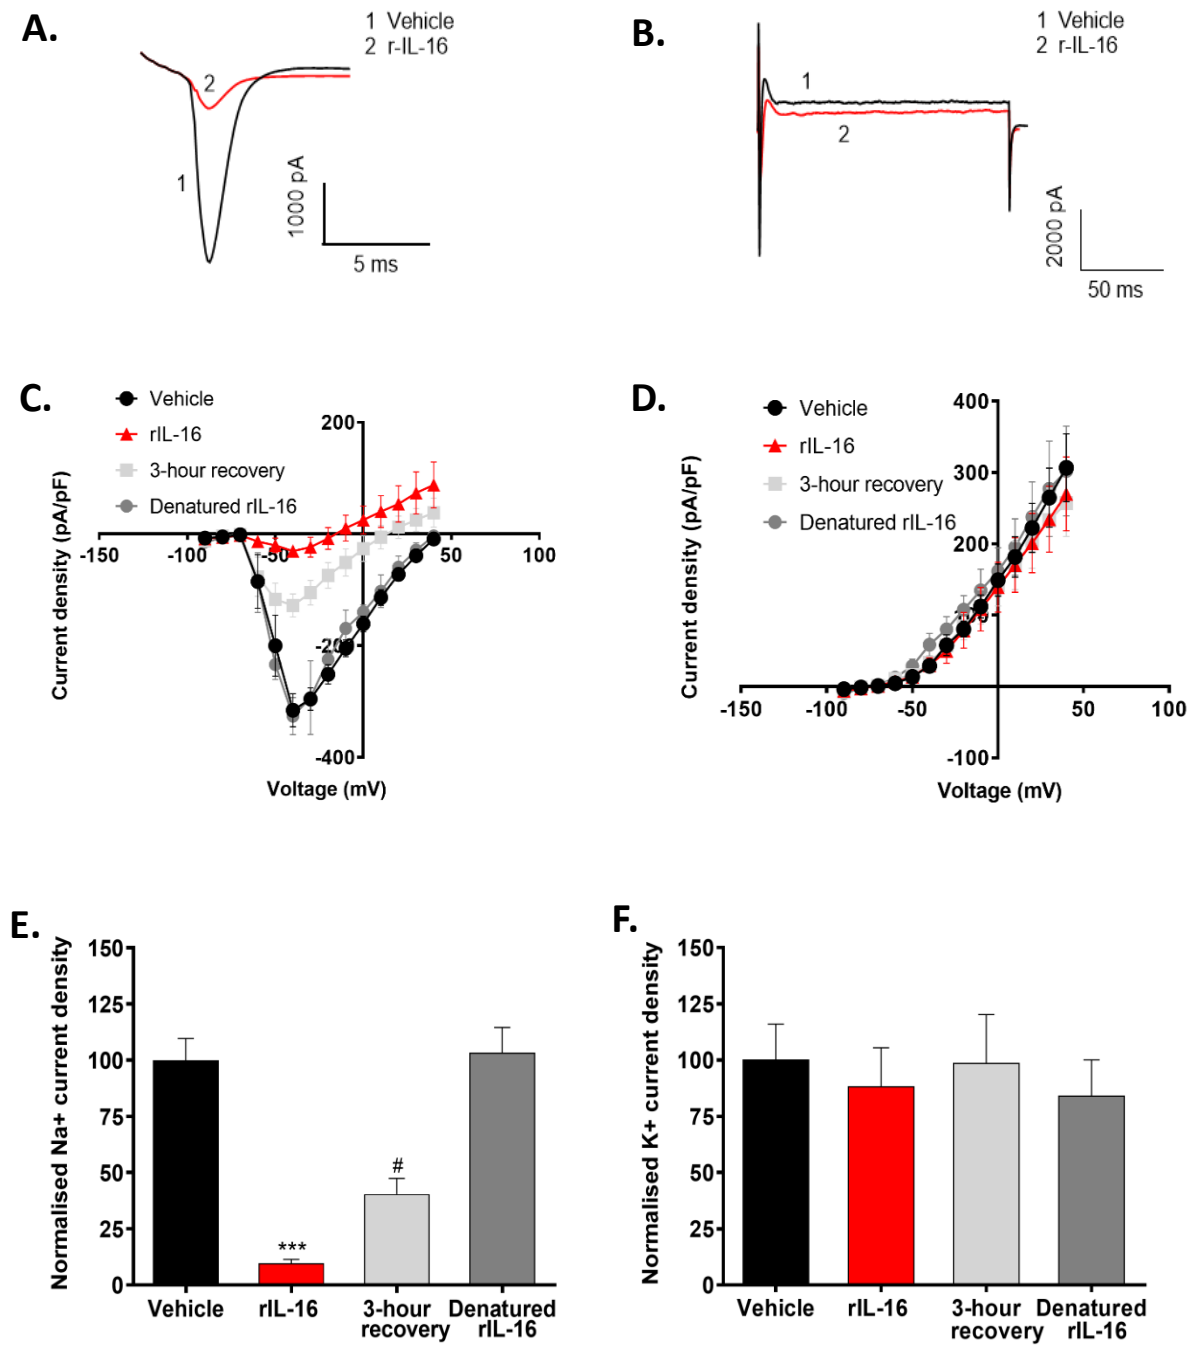 A.
1 Vehicle
2 r-IL-16
2
1
1000 pA
5 ms
B.
1 Vehicle
2 r-IL-16
1
2
2000 pA
50 ms
C.
Vehicle
rIL-16
3-hour recovery
Denatured rIL-16
Current density (pA/pF)
200
-150
-100
-50
50
100
-200
-400
Voltage (mV)
D.
Vehicle
rIL-16
3-hour recovery
Denatured rIL-16
Current density (pA/pF)
400
300
200
-150
-100
-50
50
100
-100
Voltage (mV)
E.
Normalised Na+ current density
150
125
100
75
50
25
0
***
#
Vehicle
rIL-16
3-hour
recovery
Denatured
rIL-16
F.
Normalised K+ current density
150
125
100
75
50
25
0
Vehicle
rIL-16
3-hour
recovery
Denatured
rIL-16